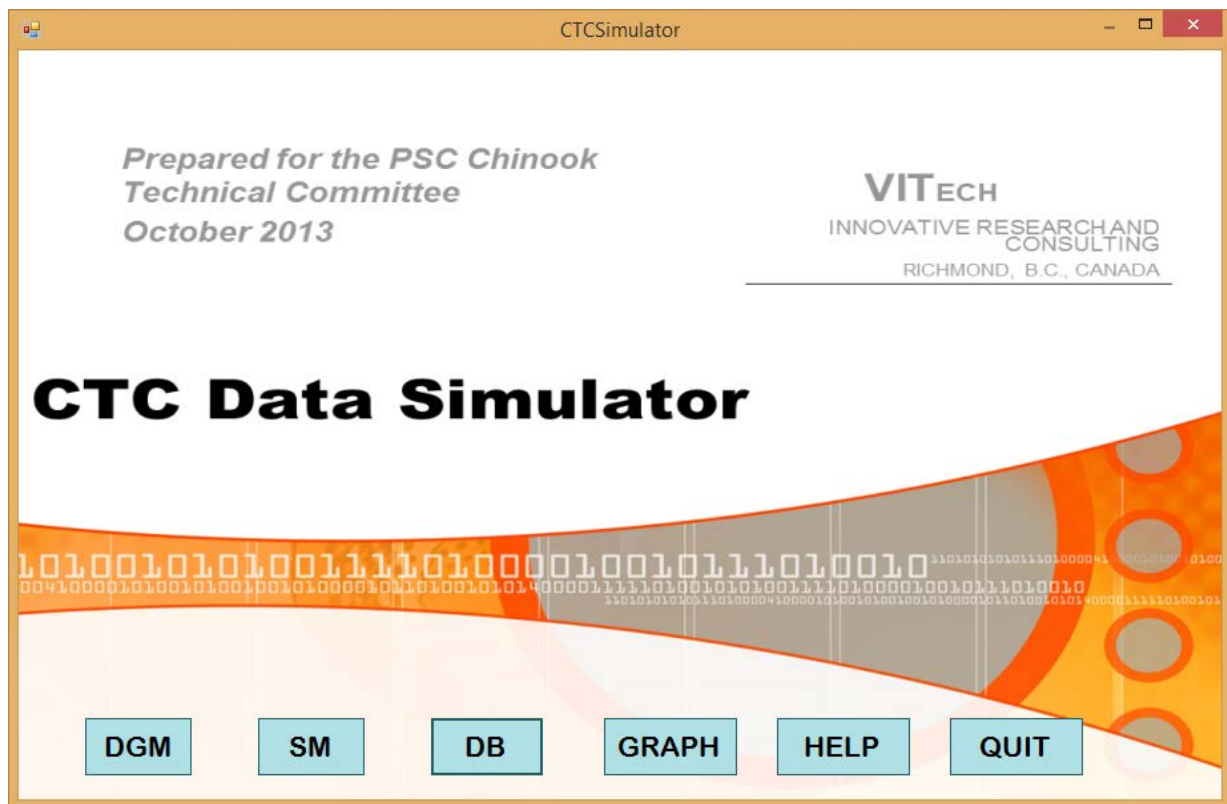 CTCSimulator
Prepared for the PSC Chinook
Technical Committee
October 2013
VITECH
INNOVATIVE RESEARCH AND
CONSULTING
RICHMOND, B.C., CANADA
CTC Data Simulator
DGM
SM
DB
GRAPH
HELP
QUIT